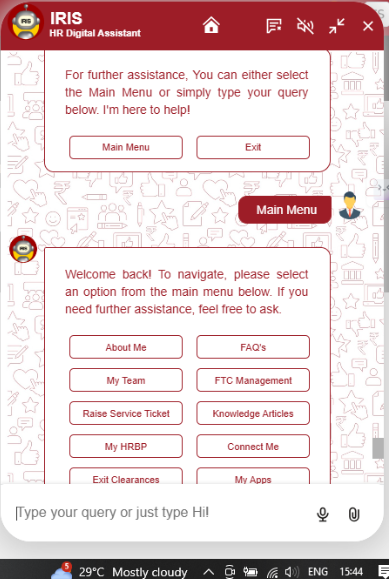 IRIS
HR Digital Assistant
For further assistance, You can either select
the Main Menu or simply type your query
below. I'm here to help!
Main Menu
Exit
Main Menu
Welcome back! To navigate, please select
an option from the main menu below. If you
need further assistance, feel free to ask.
About Me
FAQ's
My Team
FTC Management
Raise Service Ticket
Knowledge Articles
My HRBP
Connect Me
Exit Clearances
My Apps
Type your query or just type Hi!
5
29°C Mostly cloudy
ENG
15:44